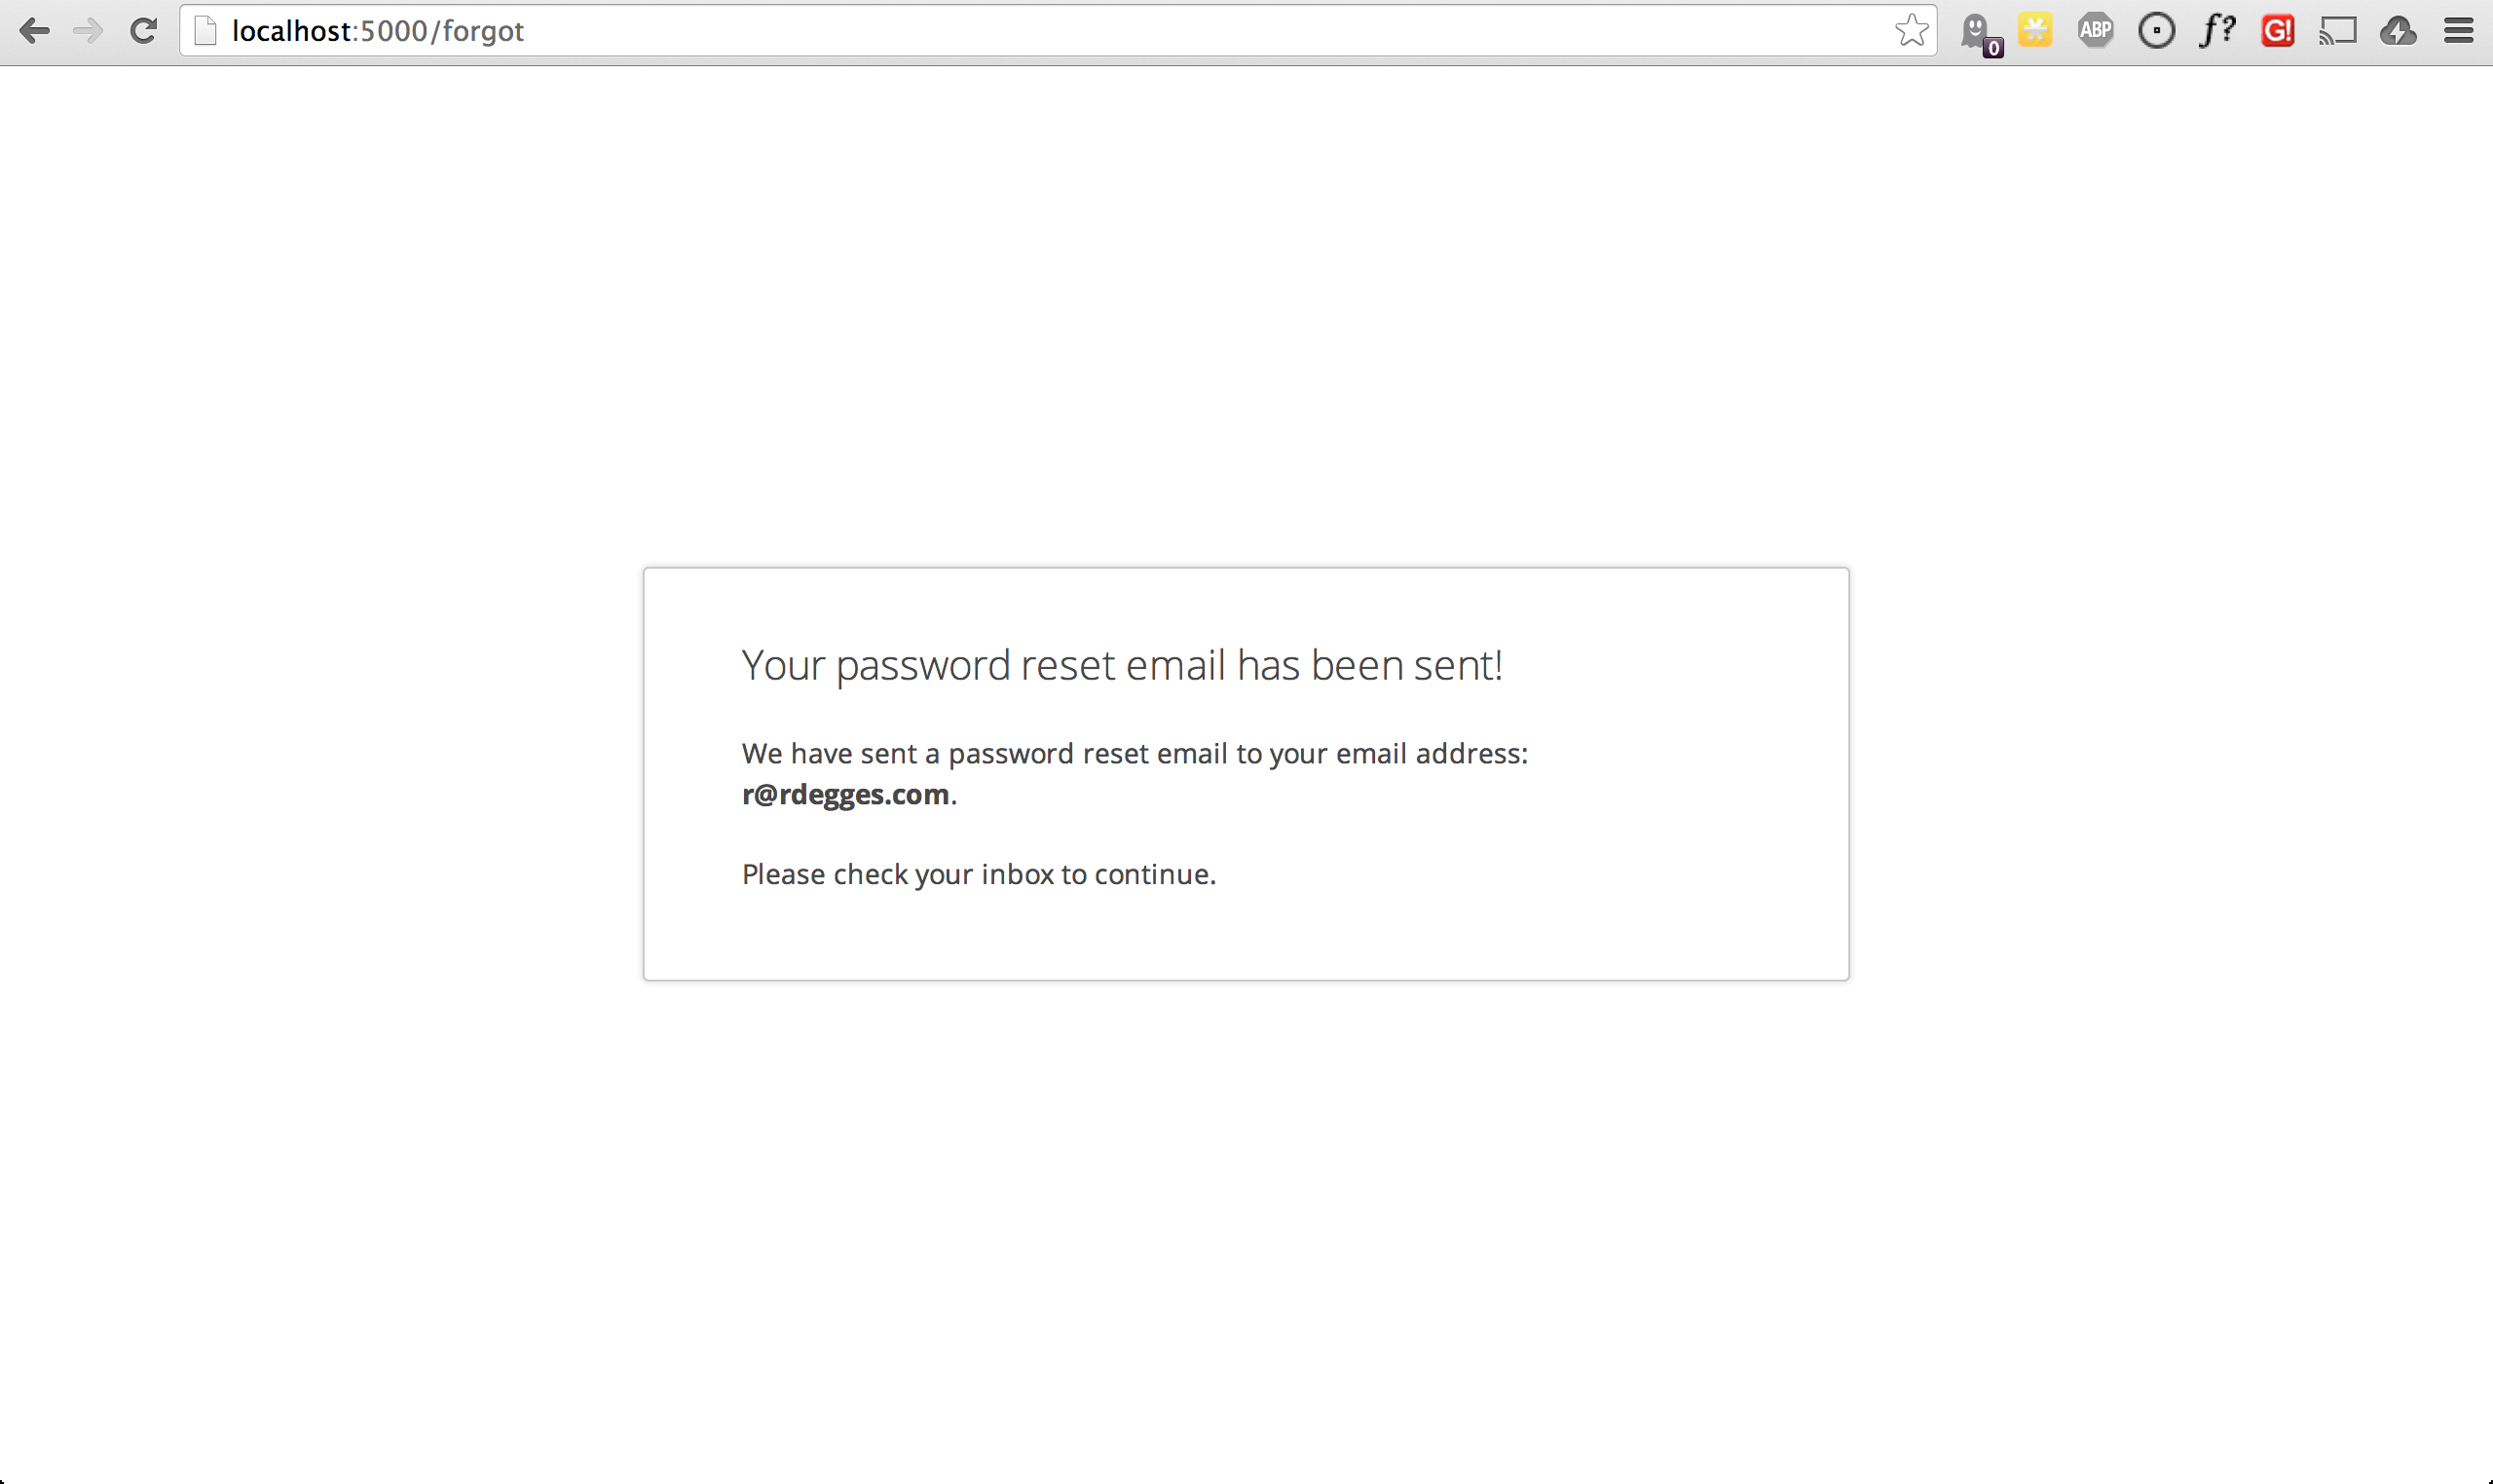 localhost:5000/forgot
0
ABP
f?
G!
Your password reset email has been sent!
We have sent a password reset email to your email address:
r@rdegges.com.
Please check your inbox to continue.